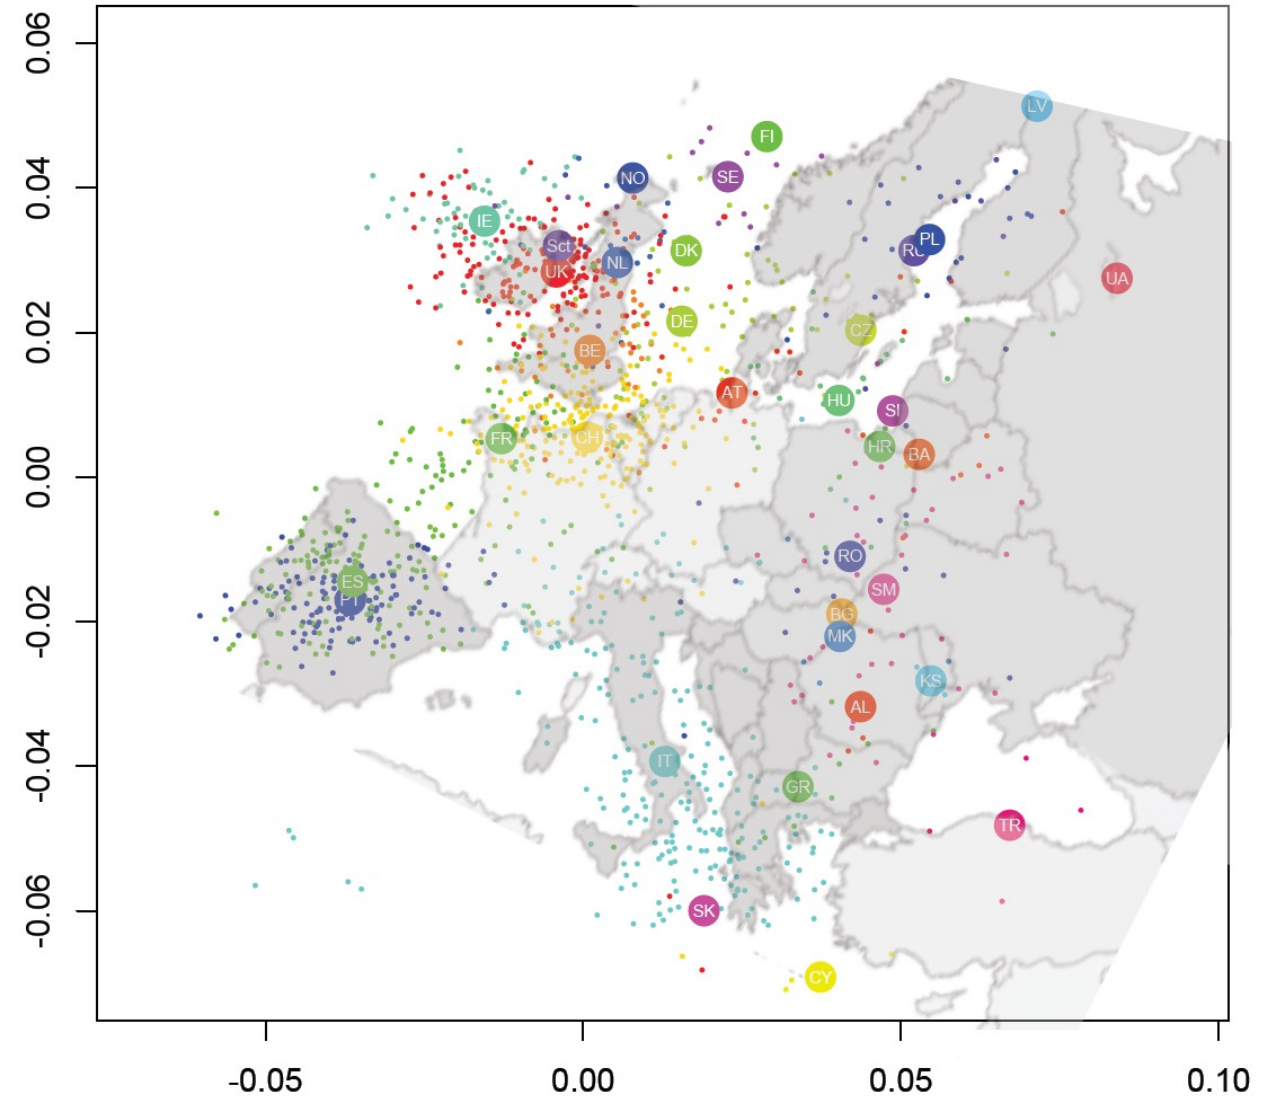 0.06
LV
FI
0.04
NO
SE
IE
Sct
UK
NL
DK
RU
PL
UA
0.02
DE
CZ
BE
AT
HU
SI
FR
CH
HR
BA
0.00
RO
ES
PT
SM
-0.02
BG
MK
KS
AL
-0.04
IT
GR
TR
-0.06
SK
CY
-0.05
0.00
0.05
0.10